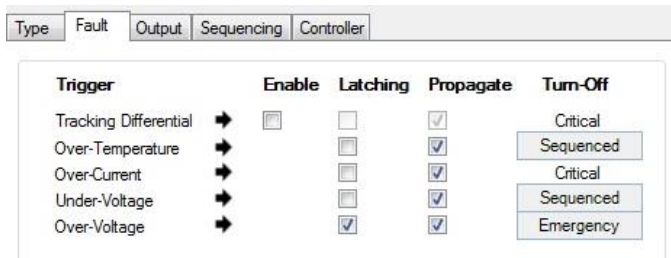 Type Fault Output Sequencing Controller
Trigger Enable Latching Propagate Turn-Off
Tracking Differential Critical
Over-Temperature Sequenced
Over-Current Critical
Under-Voltage Sequenced
Over-Voltage Emergency